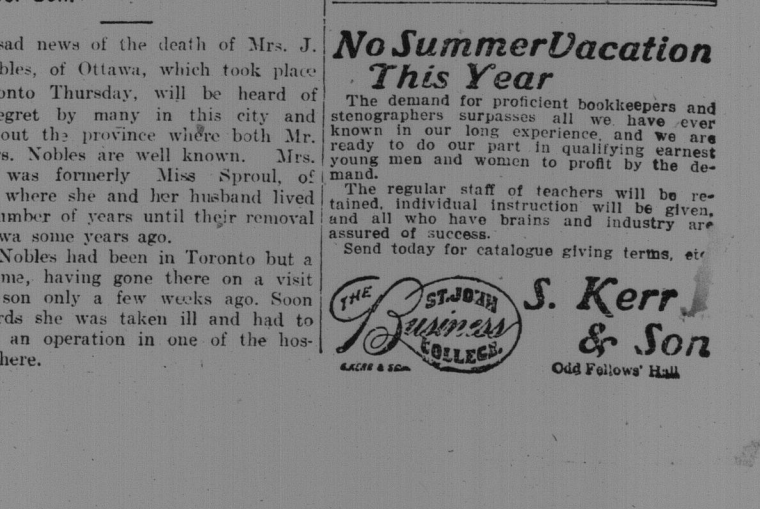 sad news of the death of Mrs. J.
bles, of Ottawa, which took place
onto Thursday, will be heard of
egret by many in this city and
out the province where both Mr.
rs. Nobles are well known. Mrs.
was formerly Miss Sproul, of
where she and her husband lived
umber of years until their removal
wa some years ago.
Nobles had been in Toronto but a
me, having gone there on a visit
son only a few weeks ago. Soon
rds she was taken ill and had to
an operation in one of the hos-
here.
No Summer Vacation
This Year
The demand for proficient bookkeepers and
stenographers surpasses all we have ever
known in our long experience, and we are
ready to do our part in qualifying earnest
young men and women to profit by the de-
mand.
The regular staff of teachers will be re-
tained, individual instruction will be given,
and all who have brains and industry are
assured of success.
Send today for catalogue giving terms, etc
THE
ST. JOHN
Business
COLLEGE.
S. KERR & SON.
S. Kerr
& Son
Odd Fellows' Hall